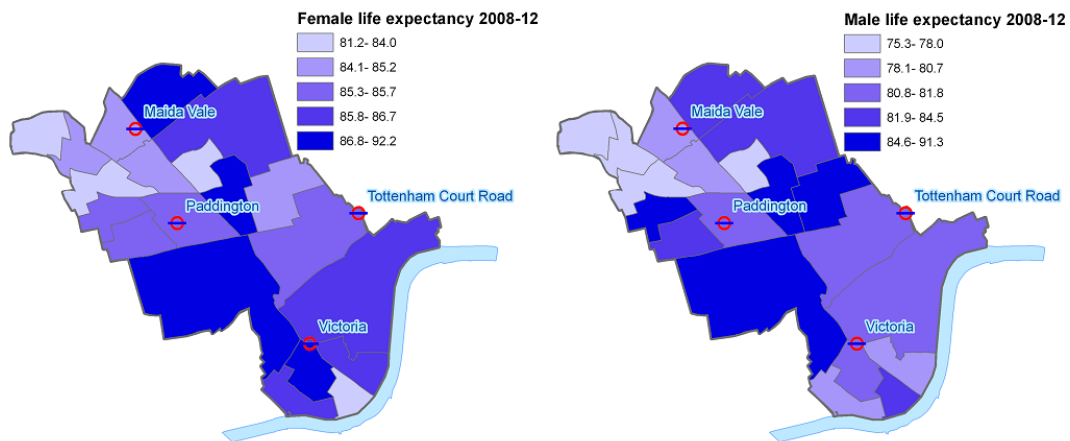 Female life expectancy 2008-12
81.2- 84.0
84.1- 85.2
85.3- 85.7
85.8- 86.7
86.8- 92.2
Maida Vale
Tottenham Court Road
Paddington
Victoria
Male life expectancy 2008-12
75.3- 78.0
78.1- 80.7
80.8- 81.8
81.9- 84.5
84.6- 91.3
Maida Vale
Tottenham Court Road
Paddington
Victoria